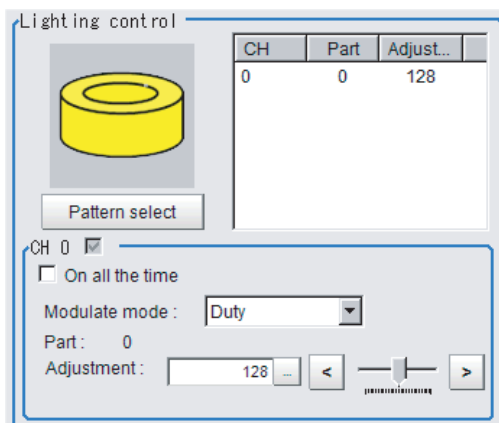 Lighting control
CH Part Adjust...
0 0 128
Pattern select
CH 0
On all the time
Modulate mode : Duty
Part : 0
Adjustment : 128 ... < >